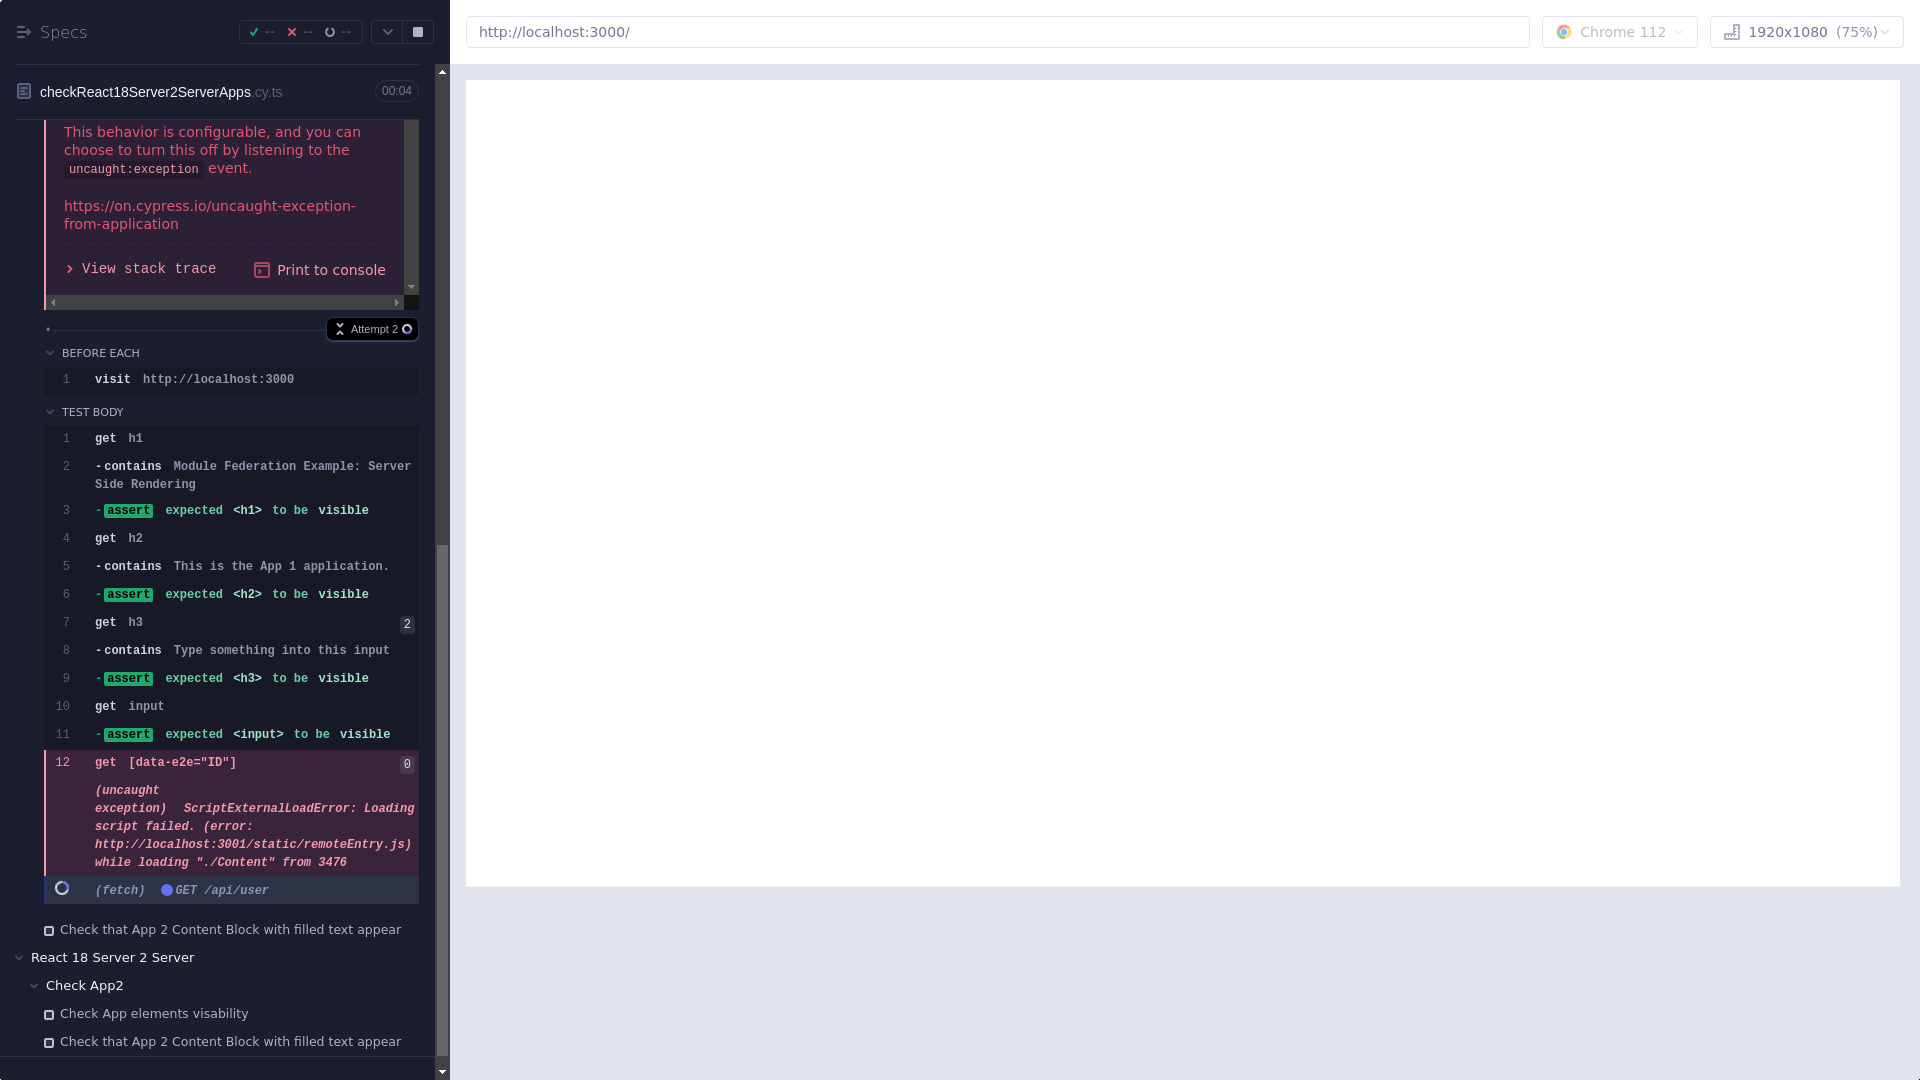 Specs
--
--
--
http://localhost:3000/
Chrome 112
1920x1080 (75%)
checkReact18Server2ServerApps.cy.ts
00:04
This behavior is configurable, and you can
choose to turn this off by listening to the
uncaught:exception event.
https://on.cypress.io/uncaught-exception-
from-application
View stack trace
Print to console
Attempt 2
BEFORE EACH
1 visit http://localhost:3000
TEST BODY
1 get h1
2 -contains Module Federation Example: Server
Side Rendering
3 -assert expected <h1> to be visible
4 get h2
5 -contains This is the App 1 application.
6 -assert expected <h2> to be visible
7 get h3 2
8 -contains Type something into this input
9 -assert expected <h3> to be visible
10 get input
11 -assert expected <input> to be visible
12 get [data-e2e="ID"] 0
(uncaught
exception) ScriptExternalLoadError: Loading
script failed. (error:
http://localhost:3001/static/remoteEntry.js)
while loading "./Content" from 3476
(fetch) GET /api/user
Check that App 2 Content Block with filled text appear
React 18 Server 2 Server
Check App2
Check App elements visability
Check that App 2 Content Block with filled text appear